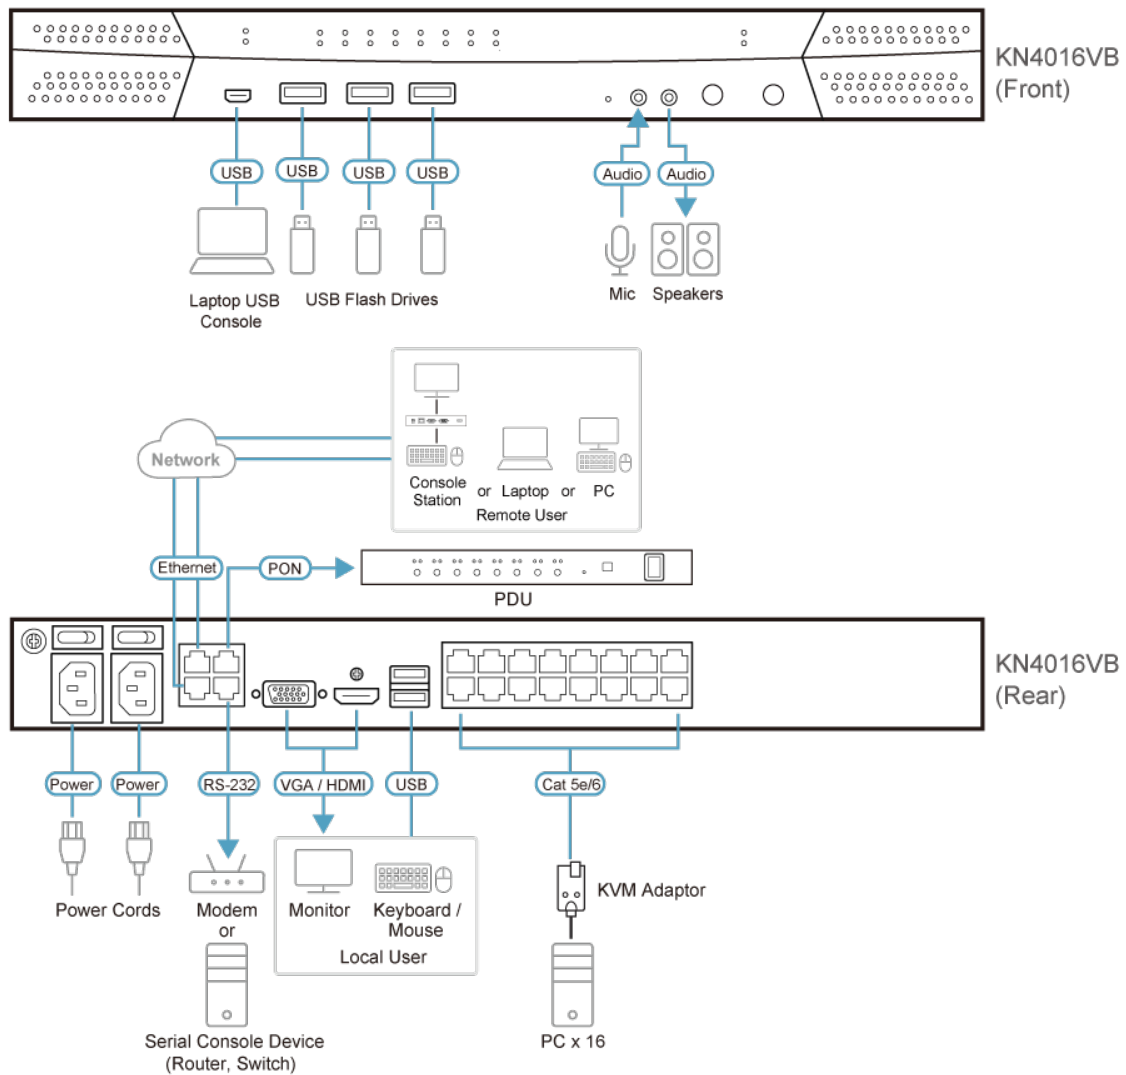 KN4016VB
(Front)
USB
USB
USB
USB
Audio
Audio
Laptop USB
Console
USB Flash Drives
Mic
Speakers
Network
Console
Station
or
Laptop
or
PC
Remote User
Ethernet
PON
PDU
KN4016VB
(Rear)
Power
Power
RS-232
VGA / HDMI
USB
Cat 5e/6
Power Cords
Modem
or
Monitor
Keyboard /
Mouse
Local User
KVM Adaptor
Serial Console Device
(Router, Switch)
PC x 16